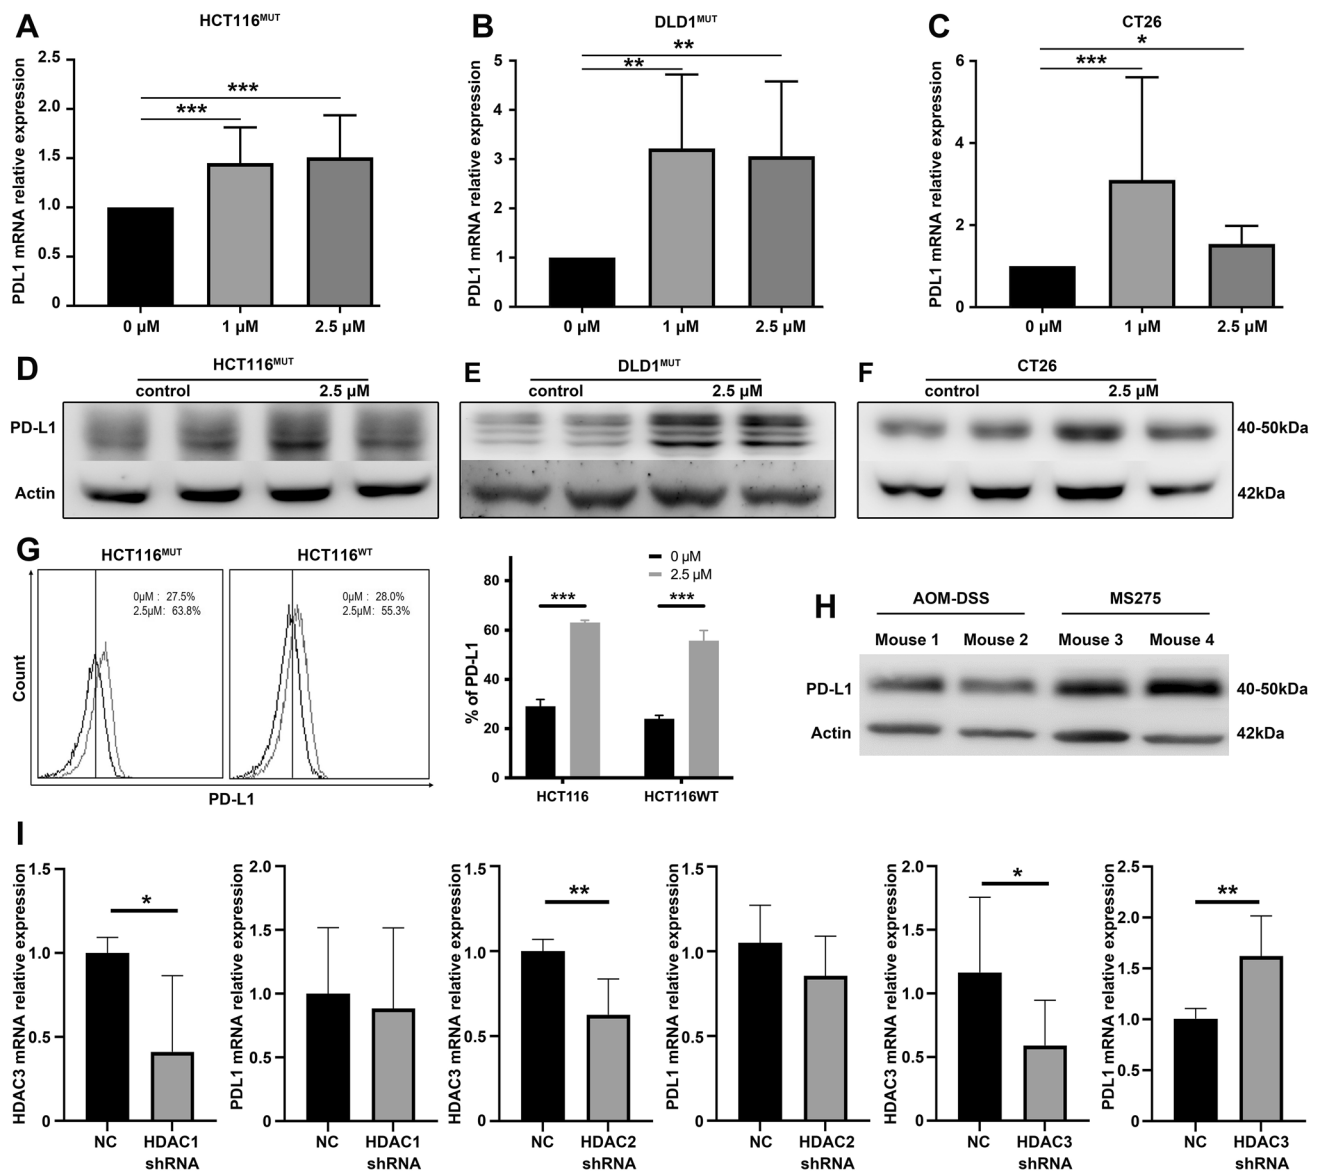 A
HCT116MUT
PDL1 mRNA relative expression
2.5
2.0
1.5
1.0
0.5
0
***
***
0 µM
1 µM
2.5 µM
B
DLD1MUT
PDL1 mRNA relative expression
5
4
3
2
1
0
**
**
0 µM
1 µM
2.5 µM
C
CT26
PDL1 mRNA relative expression
6
4
2
0
*
***
0 µM
1 µM
2.5 µM
D
HCT116MUT
control
2.5 µM
PD-L1
Actin
E
DLD1MUT
control
2.5 µM
F
CT26
control
2.5 µM
40-50kDa
42kDa
G
HCT116MUT
0µM : 27.5%
2.5µM: 63.8%
HCT116WT
0µM : 28.0%
2.5µM: 55.3%
Count
PD-L1
0 µM
2.5 µM
% of PD-L1
80
60
40
20
0
***
***
HCT116
HCT116WT
H
AOM-DSS
MS275
Mouse 1
Mouse 2
Mouse 3
Mouse 4
PD-L1
40-50kDa
Actin
42kDa
I
HDAC3 mRNA relative expression
1.5
1.0
0.5
0
*
NC
HDAC1
shRNA
PDL1 mRNA relative expression
2.0
1.5
1.0
0.5
0
NC
HDAC1
shRNA
HDAC3 mRNA relative expression
1.5
1.0
0.5
0
**
NC
HDAC2
shRNA
PDL1 mRNA relative expression
1.5
1.0
0.5
0
NC
HDAC2
shRNA
HDAC3 mRNA relative expression
2.0
1.5
1.0
0.5
0
*
NC
HDAC3
shRNA
PDL1 mRNA relative expression
2.5
2.0
1.5
1.0
0.5
0
**
NC
HDAC3
shRNA